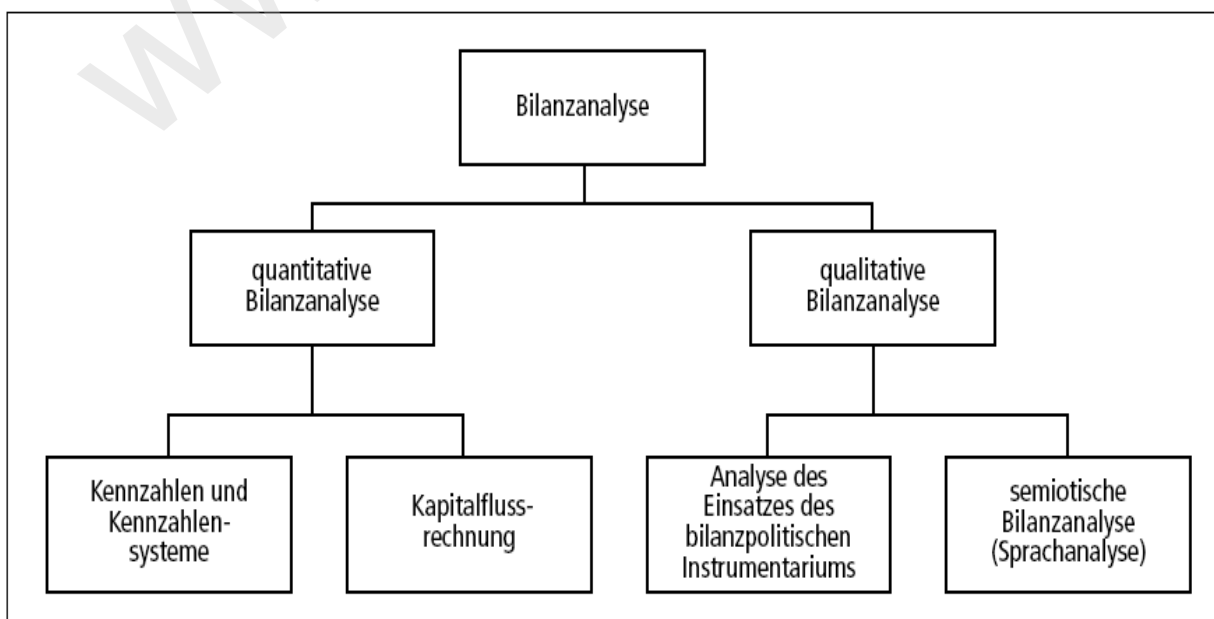 Bilanzanalyse
quantitative
Bilanzanalyse
qualitative
Bilanzanalyse
Kennzahlen und
Kennzahlen-
systeme
Kapitalfluss-
rechnung
Analyse des
Einsatzes des
bilanzpolitischen
Instrumentariums
semiotische
Bilanzanalyse
(Sprachanalyse)